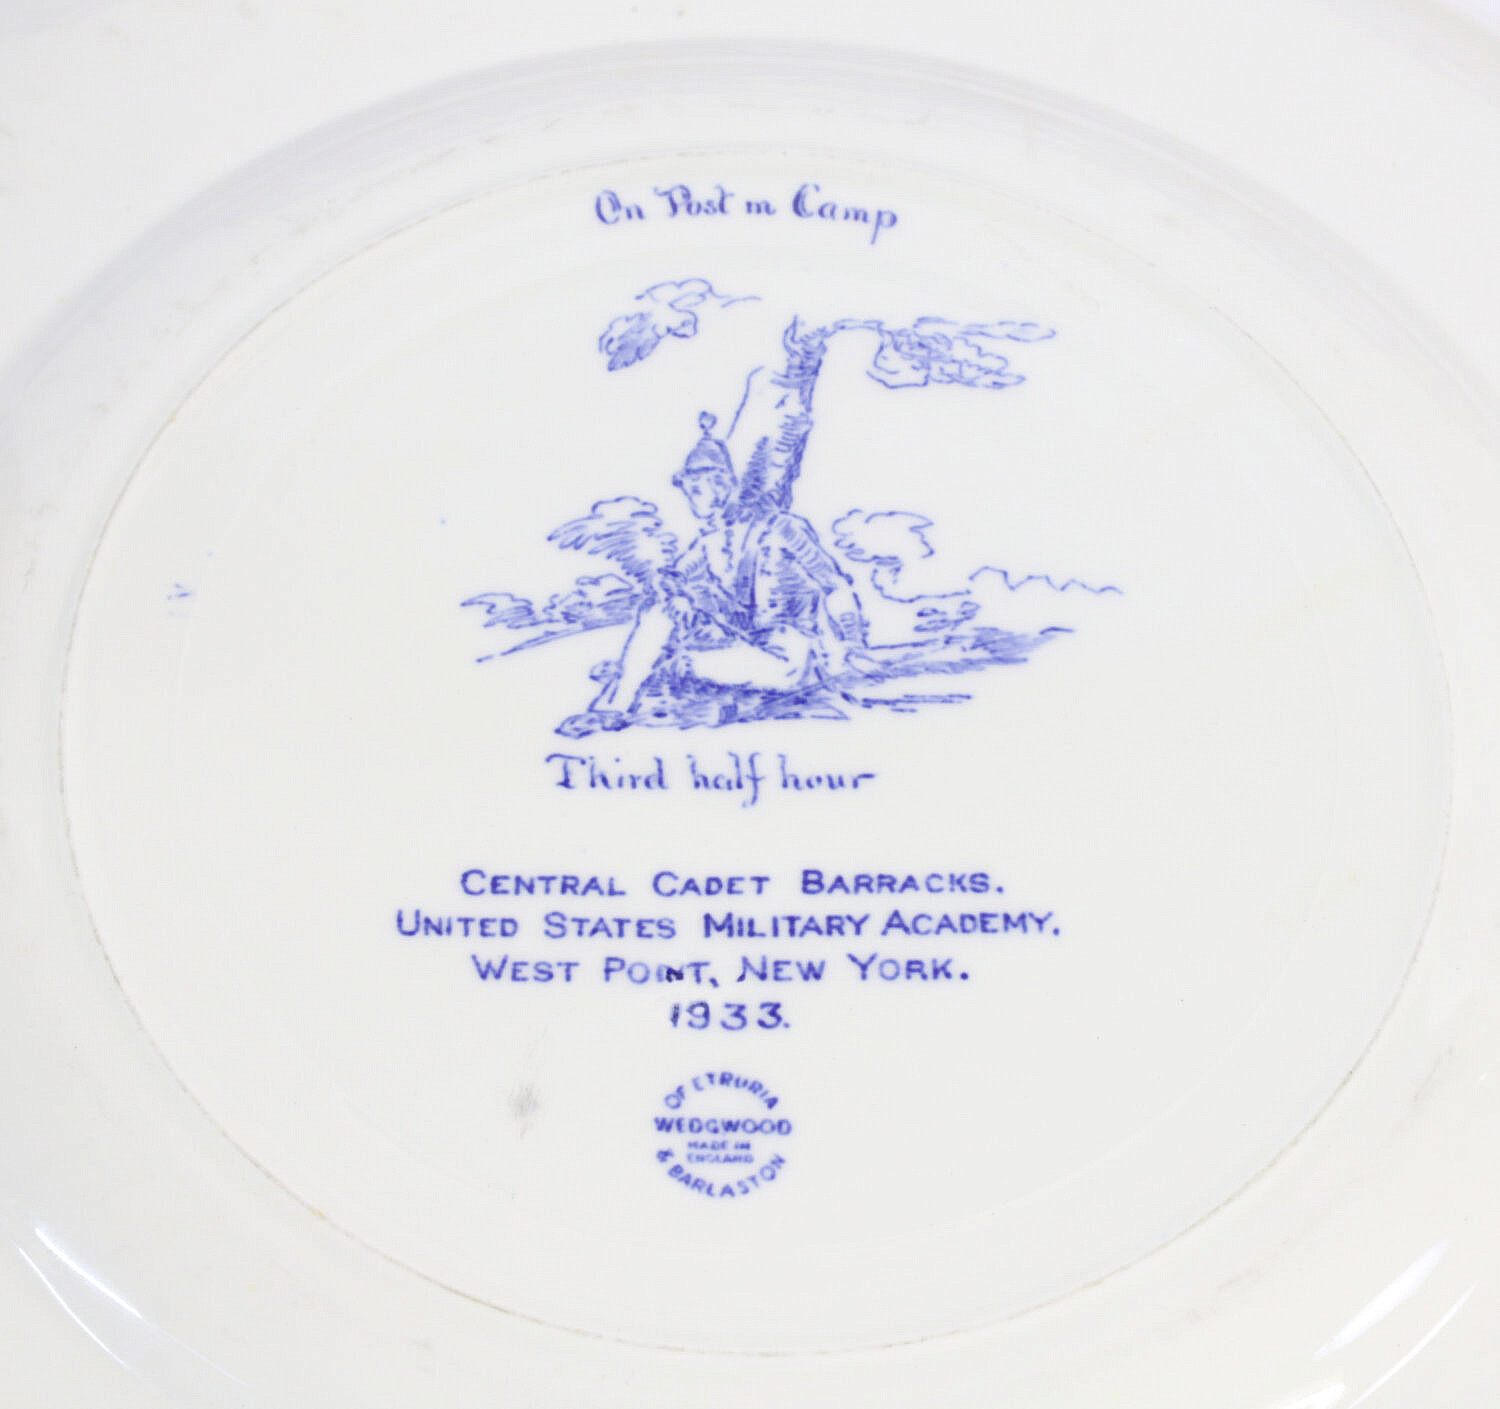 On Post in Camp
Third half hour
CENTRAL CADET BARRACKS.
UNITED STATES MILITARY ACADEMY.
WEST POINT, NEW YORK.
1933.
OF ETRURIA
WEDGWOOD
MADE IN
ENGLAND
& BARLASTON